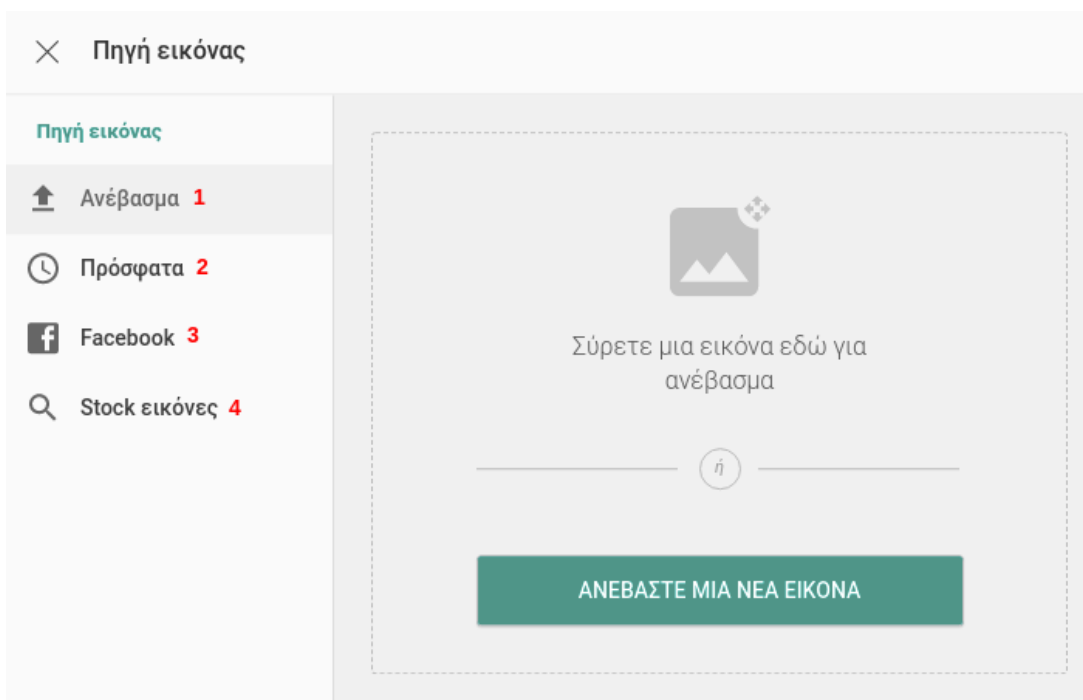 Πηγή εικόνας
Πηγή εικόνας
Ανέβασμα 1
Πρόσφατα 2
Facebook 3
Stock εικόνες 4
Σύρετε μια εικόνα εδώ για
ανέβασμα
ή
ΑΝΕΒΑΣΤΕ ΜΙΑ ΝΕΑ ΕΙΚΟΝΑ